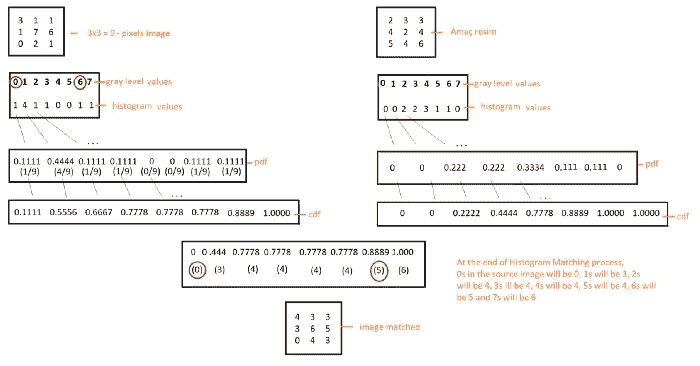 3 1 1
1 7 6
0 2 1
3x3 = 9 - pixels image
2 3 3
4 2 4
5 4 6
Amaç resim
0 1 2 3 4 5 6 7
gray level values
1 4 1 1 0 0 1 1
histogram values
0 1 2 3 4 5 6 7
gray level values
0 0 2 2 3 1 1 0
histogram values
...
...
0.1111 0.4444 0.1111 0.1111 0 0 0.1111 0.1111
pdf
(1/9) (4/9) (1/9) (1/9) (0/9) (0/9) (1/9) (1/9)
0 0 0.222 0.222 0.3334 0,111 0,111 0
pdf
...
...
0.1111 0.5556 0.6667 0.7778 0.7778 0.7778 0.8889 1.0000
cdf
0 0 0.2222 0.4444 0.7778 0.8889 1.0000 1.0000
cdf
0 0.444 0.7778 0.7778 0.7778 0.7778 0.8889 1.000
(0) (3) (4) (4) (4) (4) (5) (6)
At the end of Histogram Matching process,
0s in the source image will be 0, 1s will be 3, 2s
will be 4, 3s ill be 4, 4s will be 4, 5s will be 4, 6s will
be 5 and 7s will be 6
4 3 3
3 6 5
0 4 3
image matched